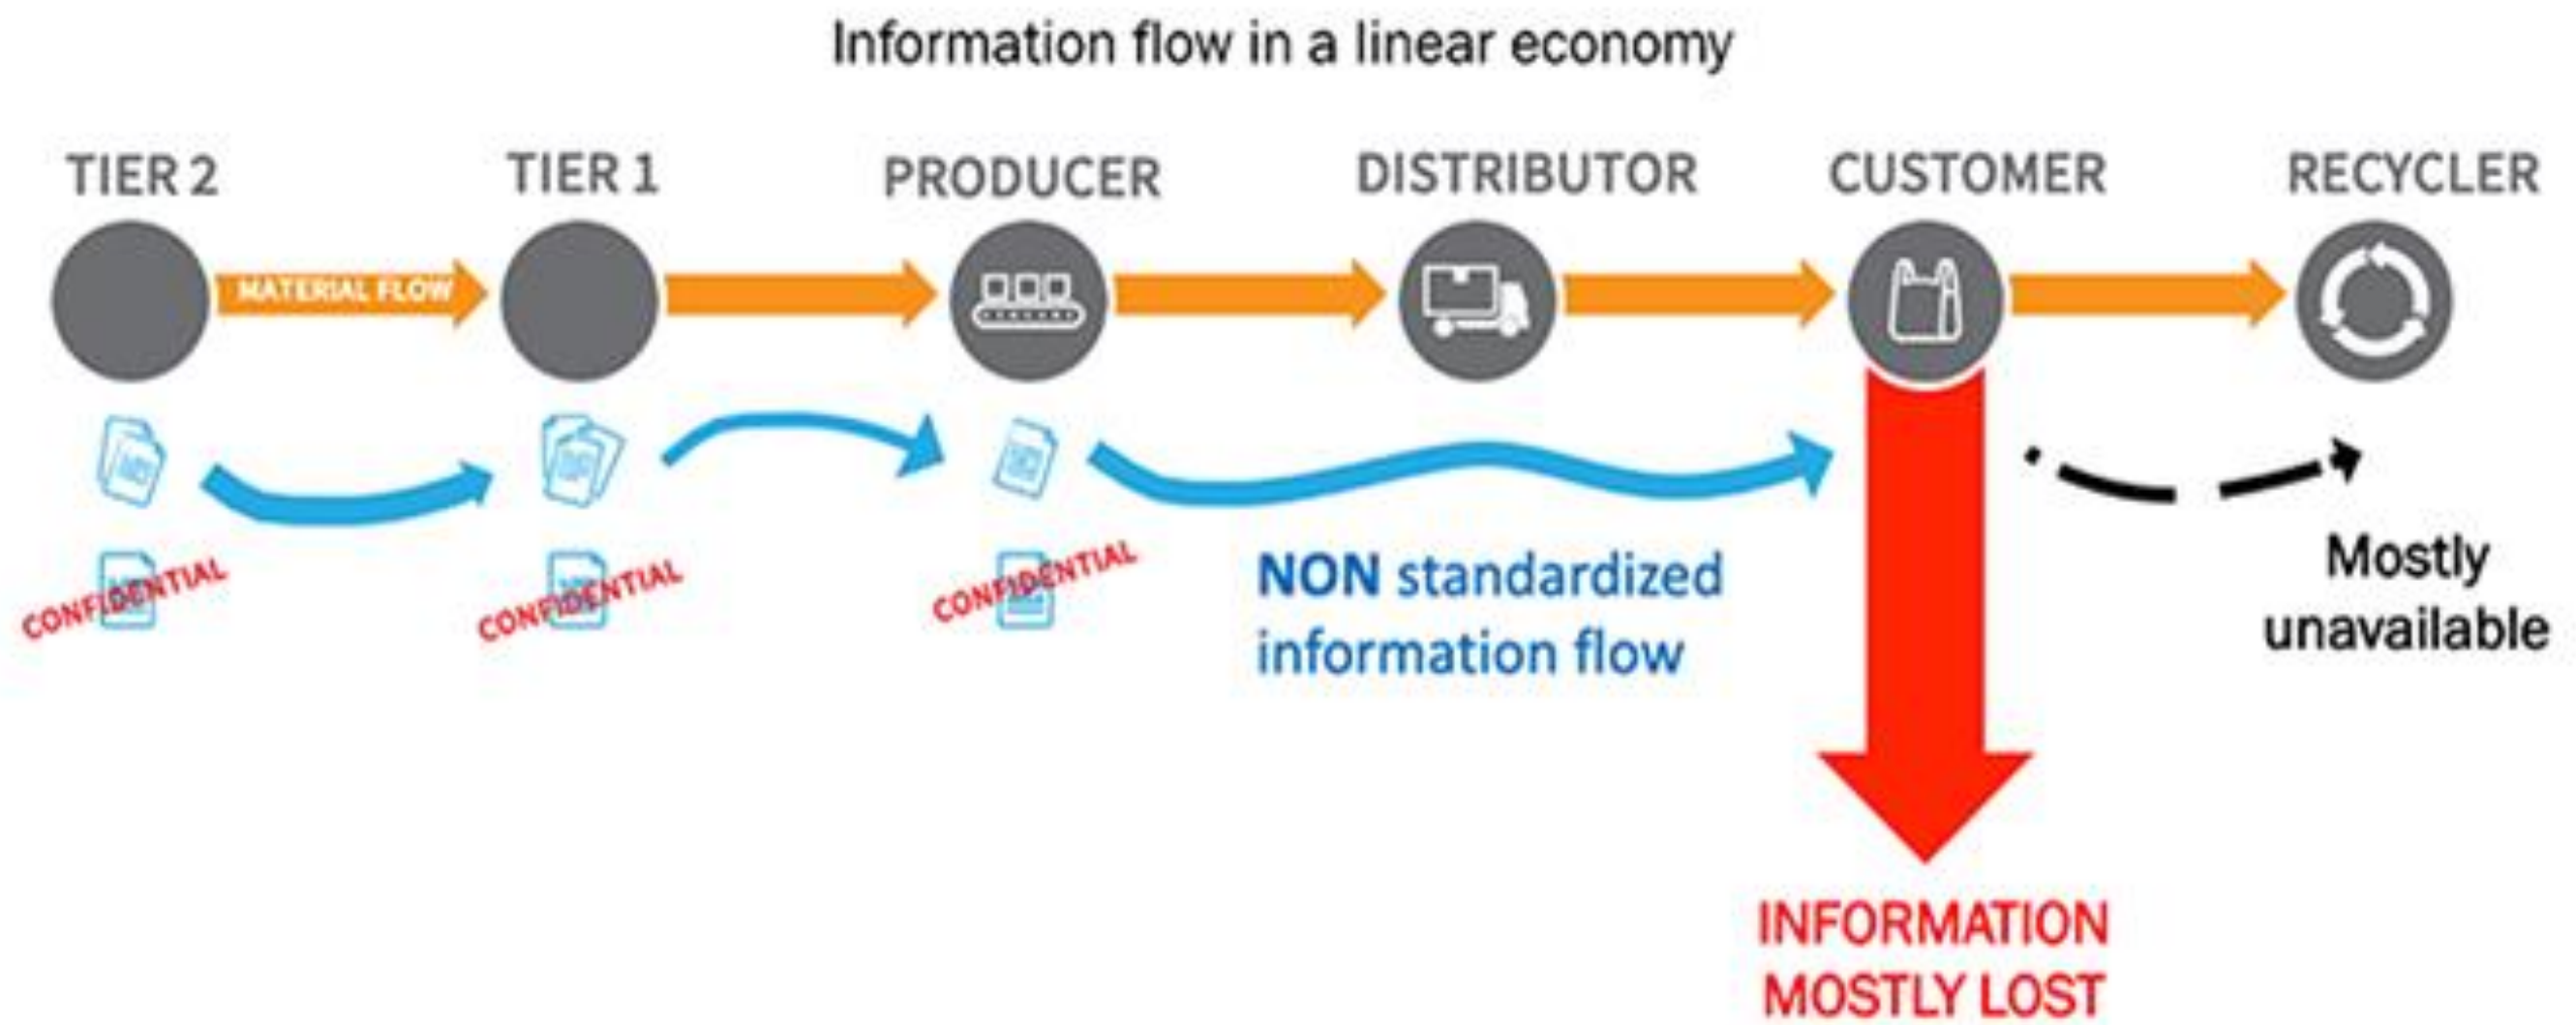 Information flow in a linear economy
TIER 2
TIER 1
PRODUCER
DISTRIBUTOR
CUSTOMER
RECYCLER
MATERIAL FLOW
CONFIDENTIAL
CONFIDENTIAL
CONFIDENTIAL
NON standardized
information flow
Mostly
unavailable
INFORMATION
MOSTLY LOST